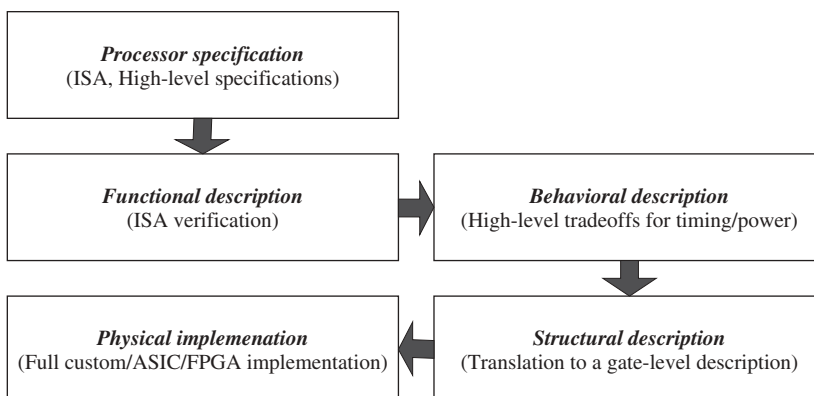 Processor specification
(ISA, High-level specifications)
Functional description
(ISA verification)
Behavioral description
(High-level tradeoffs for timing/power)
Structural description
(Translation to a gate-level description)
Physical implemenation
(Full custom/ASIC/FPGA implementation)